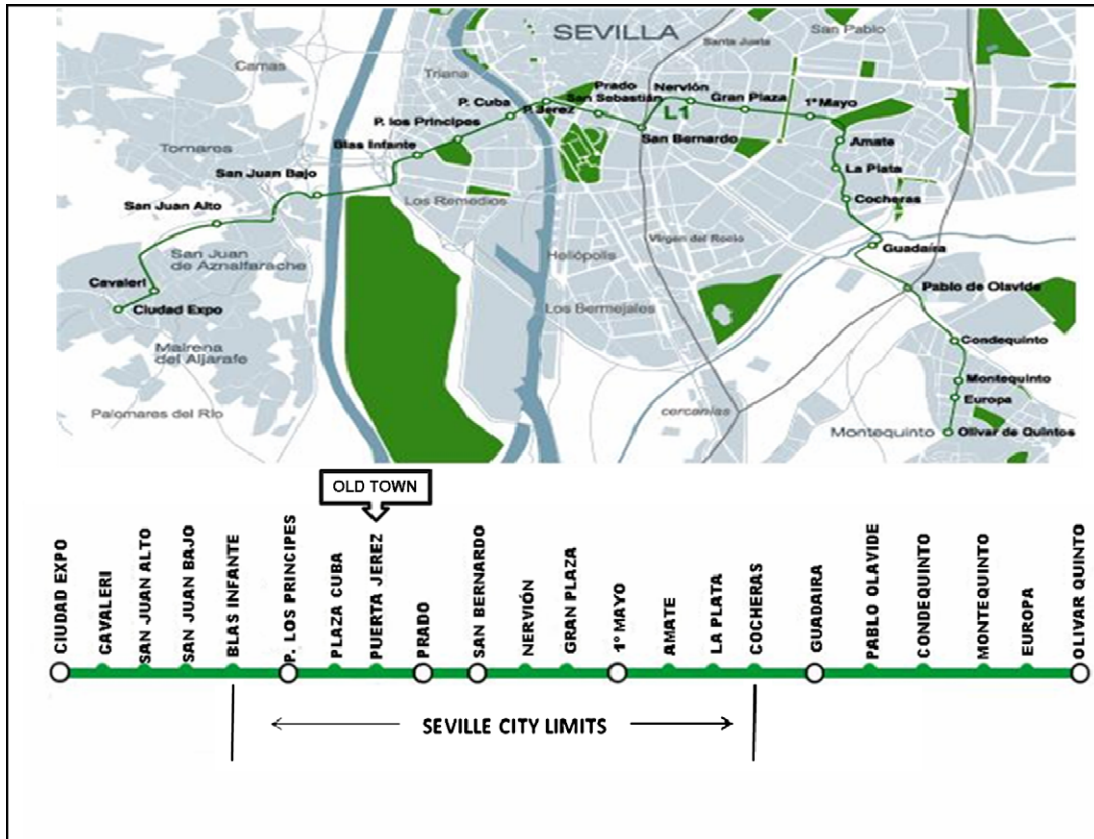 SEVILLA
San Pablo
Santa Justa
Camas
Triana
Prado
San Sebastián
Nervión
P. Cuba
P. Jerez
Gran Plaza
1º Mayo
L1
P. los Principes
San Bernardo
Blas Infante
Amate
Tomares
La Plata
San Juan Bajo
Cocheras
San Juan Alto
Los Remedios
Virgen del Rocio
Guadaíra
San Juan
de Aznalfarache
Heliópolis
Cavaleri
Pablo de Olavide
Ciudad Expo
Los Bermejales
Condequinto
Mairena
del Aljarafe
Montequinto
Europa
Palomares del Río
cercanías
Montequinto
Olivar de Quintos
OLD TOWN
CIUDAD EXPO
CAVALERI
SAN JUAN ALTO
SAN JUAN BAJO
BLAS INFANTE
P. LOS PRINCIPES
PLAZA CUBA
PUERTA JEREZ
PRADO
SAN BERNARDO
NERVIÓN
GRAN PLAZA
1º MAYO
AMATE
LA PLATA
COCHERAS
GUADAIRA
PABLO OLAVIDE
CONDEQUINTO
MONTEQUINTO
EUROPA
OLIVAR QUINTO
SEVILLE CITY LIMITS